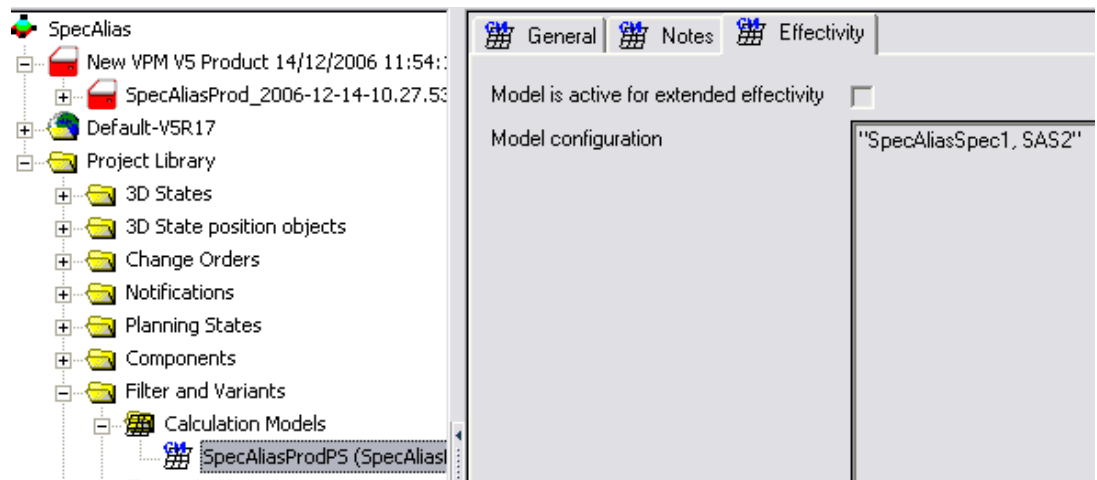 SpecAlias
New VPM V5 Product 14/12/2006 11:54:
SpecAliasProd_2006-12-14-10.27.53
Default-V5R17
Project Library
3D States
3D State position objects
Change Orders
Notifications
Planning States
Components
Filter and Variants
Calculation Models
SpecAliasProdPS (SpecAlias
General Notes Effectivity
Model is active for extended effectivity
Model configuration
"SpecAliasSpec1, SAS2"